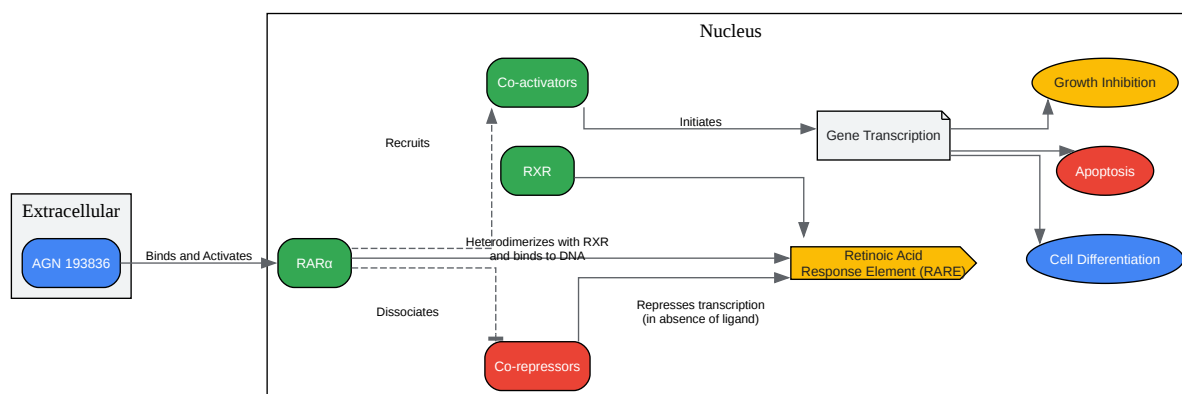 Nucleus
Co-activators
Growth Inhibition
Initiates
Gene Transcription
Recruits
RXR
Apoptosis
Extracellular
AGN 193836
Binds and Activates
RARα
Heterodimerizes with RXR
and binds to DNA
Retinoic Acid
Response Element (RARE)
Cell Differentiation
Dissociates
Represses transcription
(in absence of ligand)
Co-repressors